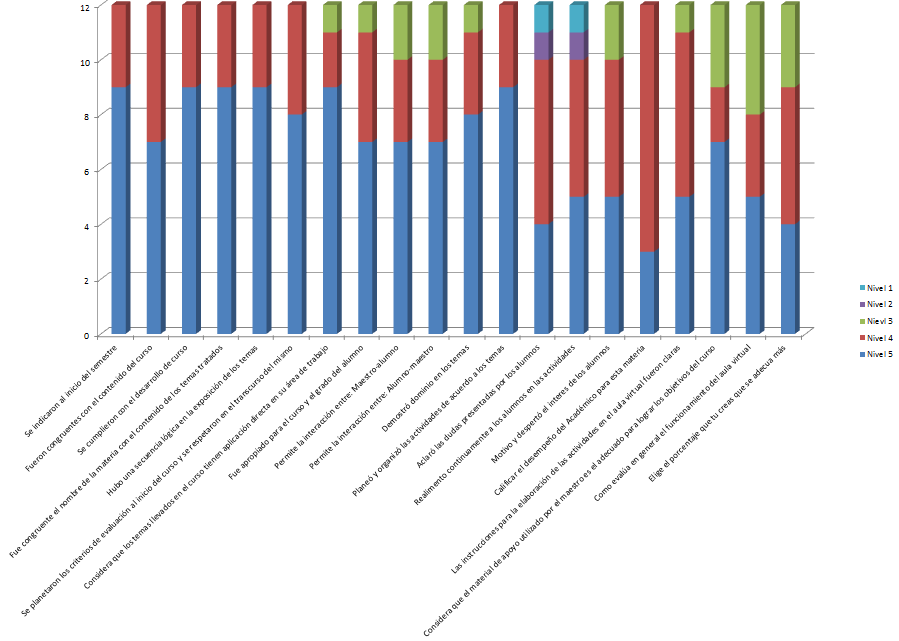 12
10
8
6
4
2
0
Se indicaron al inicio del semestre
Fueron congruentes con el contenido del curso
Se cumplieron con el desarrollo de curso
Fue congruente el nombre de la materia con el contenido de los temas tratados
Hubo una secuencia lógica en la exposición de los temas
Se planetaron los criterios de evaluación al inicio del curso y se respetaron en el transcurso del mismo
Considera que los temas llevados en el curso tienen aplicación directa en su área de trabajo
Fue apropiado para el curso y el grado del alumno
Permite la interacción entre: Maestro-alumno
Permite la interacción entre: Alumno-maestro
Demostró dominio en los temas
Planeó y organizó las actividades de acuerdo a los temas
Aclaró las dudas presentadas por los alumnos
Realimento continuamente a los alumnos en las actividades
Motivo y despertó el interes de los alumnos
Calificar el desempeño del Académico para esta materia
Las instrucciones para la elaboración de las actividades en el aula virtual fueron claras
Considera que el material de apoyo utilizado por el maestro es el adecuado para lograr los objetivos del curso
Como evalúa en general el funcionamiento del aula virtual
Elige el porcentaje que tu creas que se adecua más
Nivel 1
Nivel 2
Nievl 3
Nivel 4
Nivel 5